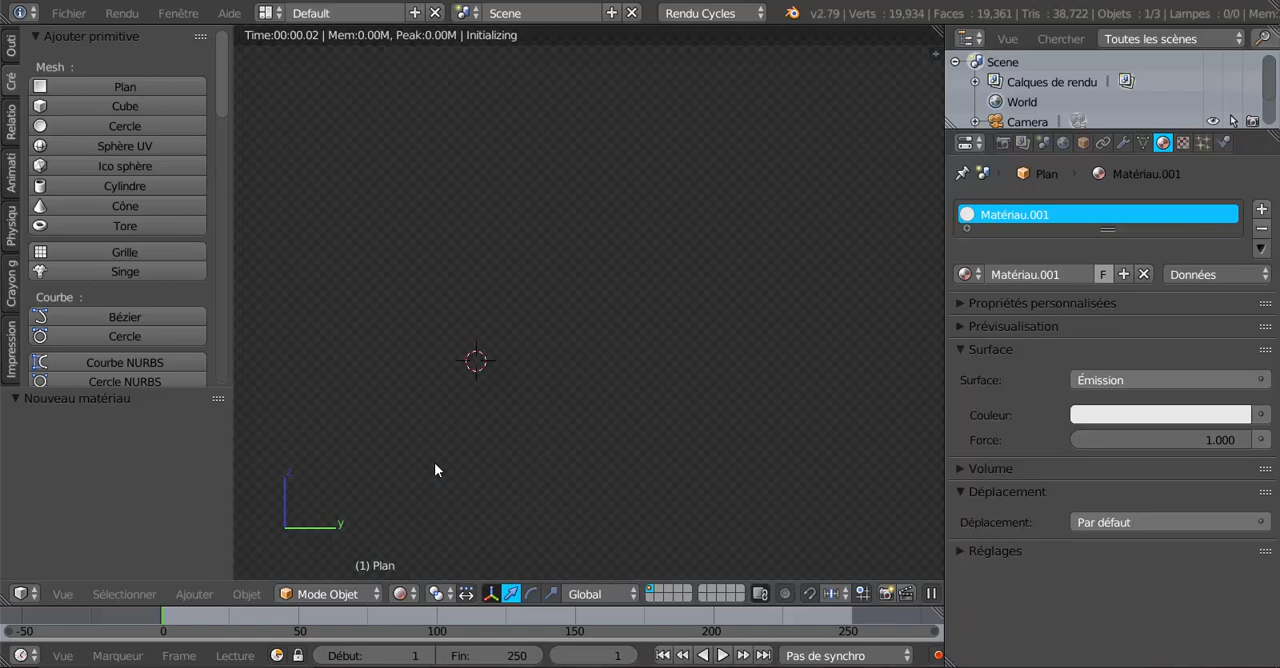 Fichier Rendu Fenêtre Aide Default Scene Rendu Cycles v2.79 | Verts : 19,934 | Faces : 19,361 | Tris : 38,722 | Objets : 1/3 | Lampes : 0/0 | Mem:
Time:00:00.02 | Mem:0.00M, Peak:0.00M | Initializing
Outi
Cré
Relatio
Animati
Physiqu
Crayon g
Impression
Ajouter primitive
Mesh :
Plan
Cube
Cercle
Sphère UV
Ico sphère
Cylindre
Cône
Tore
Grille
Singe
Courbe :
Bézier
Cercle
Courbe NURBS
Cercle NURBS
Nouveau matériau
z
y
(1) Plan
Vue Sélectionner Ajouter Objet Mode Objet Global
-50 0 50 100 150 200 250
Vue Marqueur Frame Lecture Début: 1 Fin: 250 1 Pas de synchro
Vue Chercher Toutes les scènes
Scene
Calques de rendu |
World
Camera |
Plan Matériau.001
Matériau.001
Matériau.001 F Données
Propriétés personnalisées
Prévisualisation
Surface
Surface: Émission
Couleur:
Force: 1.000
Volume
Déplacement
Déplacement: Par défaut
Réglages